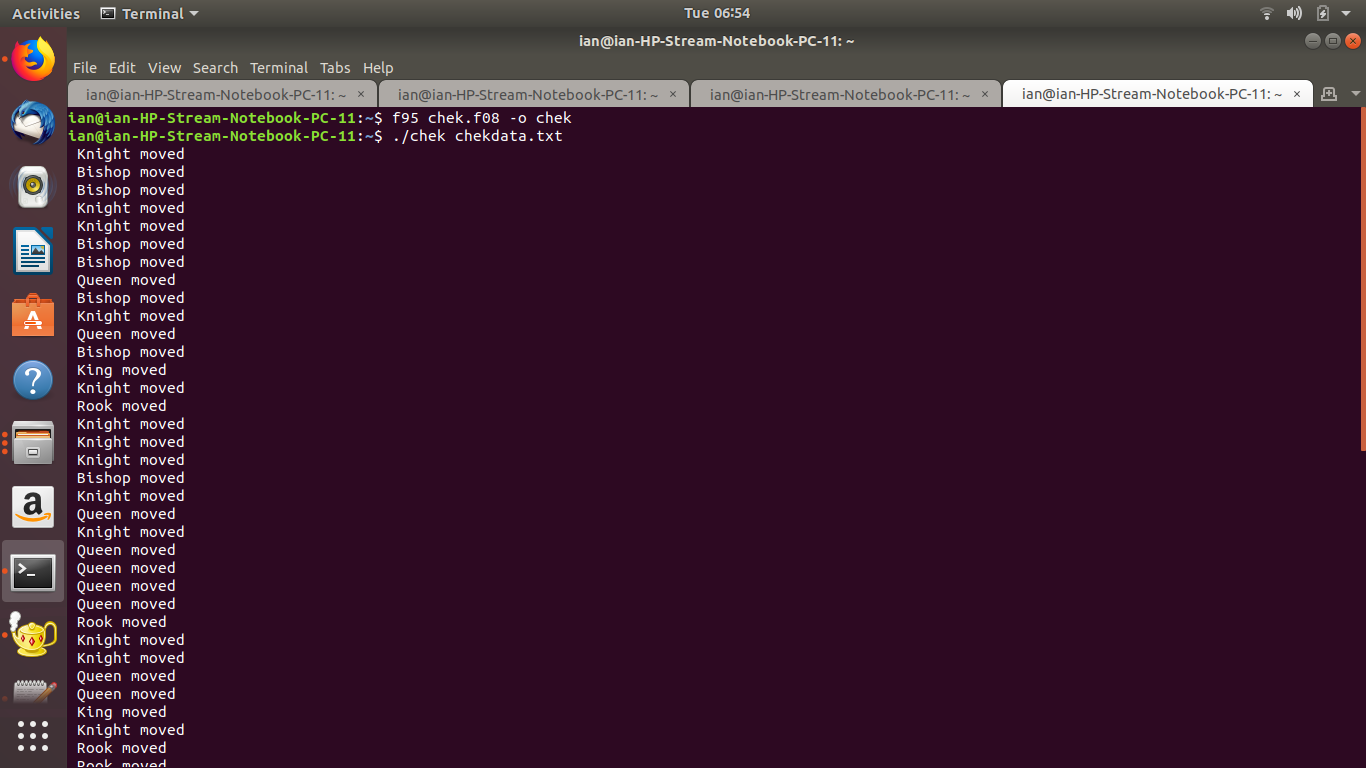 Activities Terminal Tue 06:54
ian@ian-HP-Stream-Notebook-PC-11: ~
File Edit View Search Terminal Tabs Help
ian@ian-HP-Stream-Notebook-PC-11: ~ × ian@ian-HP-Stream-Notebook-PC-11: ~ × ian@ian-HP-Stream-Notebook-PC-11: ~ × ian@ian-HP-Stream-Notebook-PC-11: ~ ×
ian@ian-HP-Stream-Notebook-PC-11:~$ f95 chek.f08 -o chek
ian@ian-HP-Stream-Notebook-PC-11:~$ ./chek chekdata.txt
Knight moved
Bishop moved
Bishop moved
Knight moved
Knight moved
Bishop moved
Bishop moved
Queen moved
Bishop moved
Knight moved
Queen moved
Bishop moved
King moved
Knight moved
Rook moved
Knight moved
Knight moved
Knight moved
Bishop moved
Knight moved
Queen moved
Knight moved
Queen moved
Queen moved
Queen moved
Queen moved
Rook moved
Knight moved
Knight moved
Queen moved
Queen moved
King moved
Knight moved
Rook moved
Rook moved